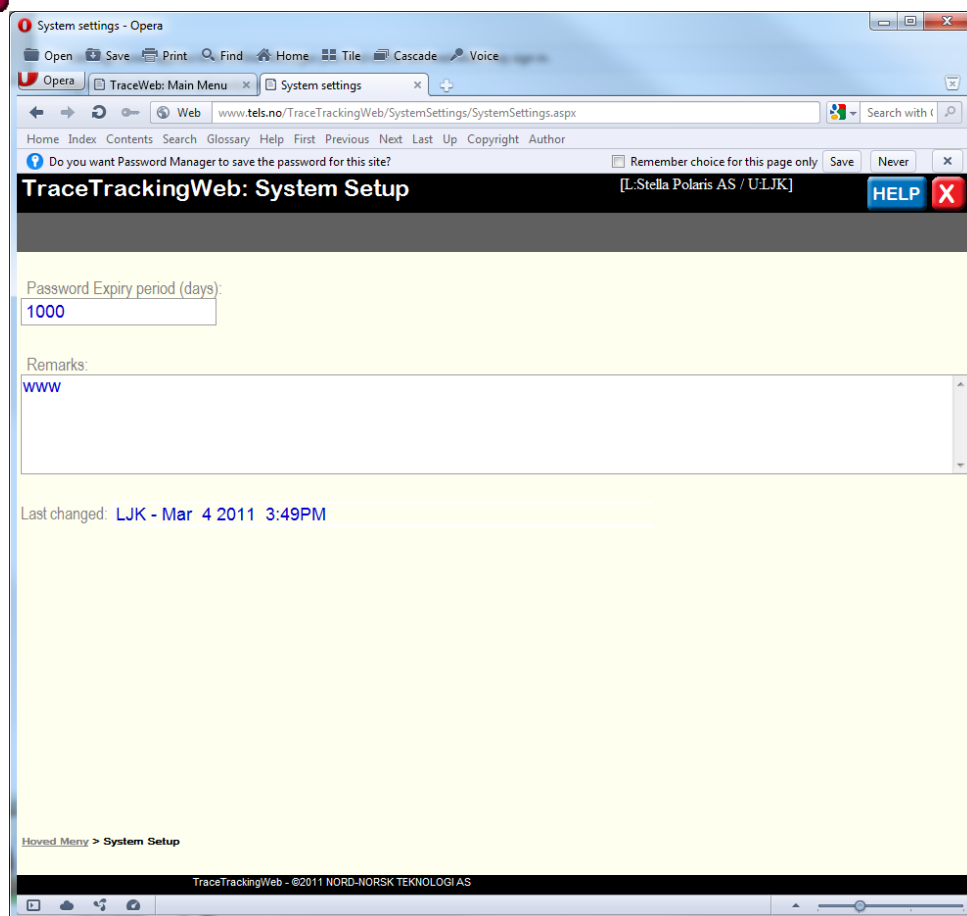 System settings - Opera
Open Save Print Find Home Tile Cascade Voice
Opera TraceWeb: Main Menu System settings
Web www.tels.no/TraceTrackingWeb/SystemSettings/SystemSettings.aspx Search with
Home Index Contents Search Glossary Help First Previous Next Last Up Copyright Author
Do you want Password Manager to save the password for this site? Remember choice for this page only Save Never
TraceTrackingWeb: System Setup [L:Stella Polaris AS / U:LJK] HELP X
Password Expiry period (days):
1000
Remarks:
www
Last changed: LJK - Mar 4 2011 3:49PM
Hoved Meny > System Setup
TraceTrackingWeb - ©2011 NORD-NORSK TEKNOLOGI AS